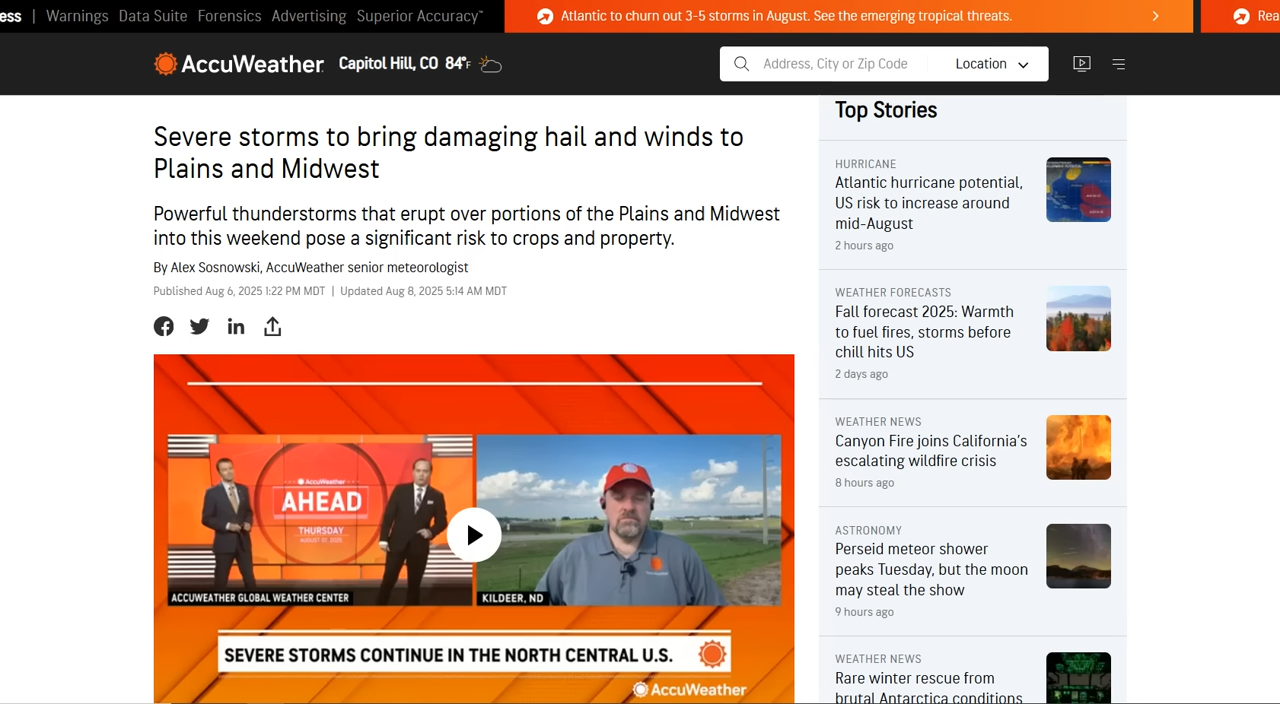 ess | Warnings Data Suite Forensics Advertising Superior Accuracy™
Atlantic to churn out 3-5 storms in August. See the emerging tropical threats.
Rea
AccuWeather
Capitol Hill, CO 84°F
Address, City or Zip Code
Location
Severe storms to bring damaging hail and winds to
Plains and Midwest
Powerful thunderstorms that erupt over portions of the Plains and Midwest
into this weekend pose a significant risk to crops and property.
By Alex Sosnowski, AccuWeather senior meteorologist
Published Aug 6, 2025 1:22 PM MDT | Updated Aug 8, 2025 5:14 AM MDT
AccuWeather
AHEAD
THURSDAY
AUGUST 07, 2025
ACCUWEATHER GLOBAL WEATHER CENTER
KILDEER, ND
SEVERE STORMS CONTINUE IN THE NORTH CENTRAL U.S.
AccuWeather
Top Stories
HURRICANE
Atlantic hurricane potential,
US risk to increase around
mid-August
2 hours ago
WEATHER FORECASTS
Fall forecast 2025: Warmth
to fuel fires, storms before
chill hits US
2 days ago
WEATHER NEWS
Canyon Fire joins California's
escalating wildfire crisis
8 hours ago
ASTRONOMY
Perseid meteor shower
peaks Tuesday, but the moon
may steal the show
9 hours ago
WEATHER NEWS
Rare winter rescue from
brutal Antarctica conditions